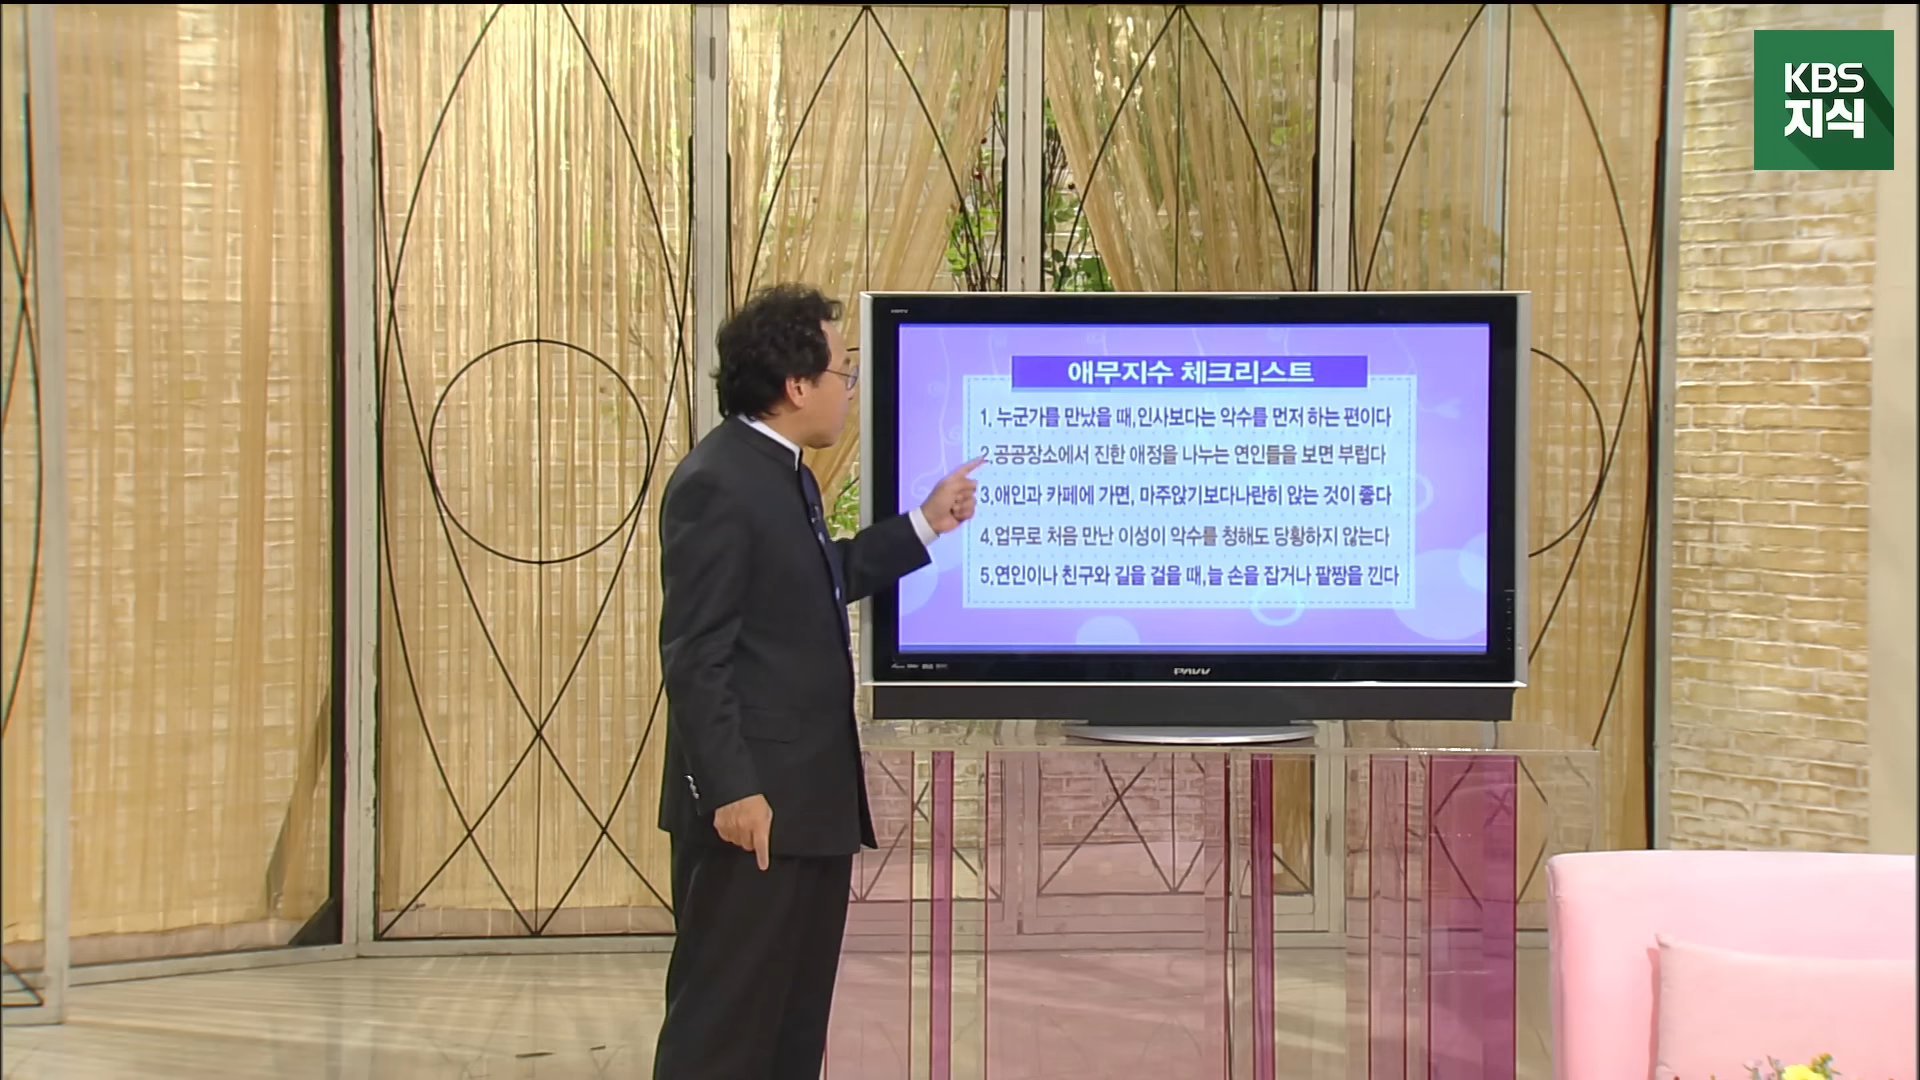 KBS
지식
애무지수 체크리스트
1. 누군가를 만났을 때,인사보다는 악수를 먼저 하는 편이다
2.공공장소에서 진한 애정을 나누는 연인들을 보면 부럽다
3.애인과 카페에 가면, 마주앉기보다나란히 앉는 것이 좋다
4.업무로 처음 만난 이성이 악수를 청해도 당황하지 않는다
5.연인이나 친구와 길을 걸을 때,늘 손을 잡거나 팔짱을 낀다
PAVV